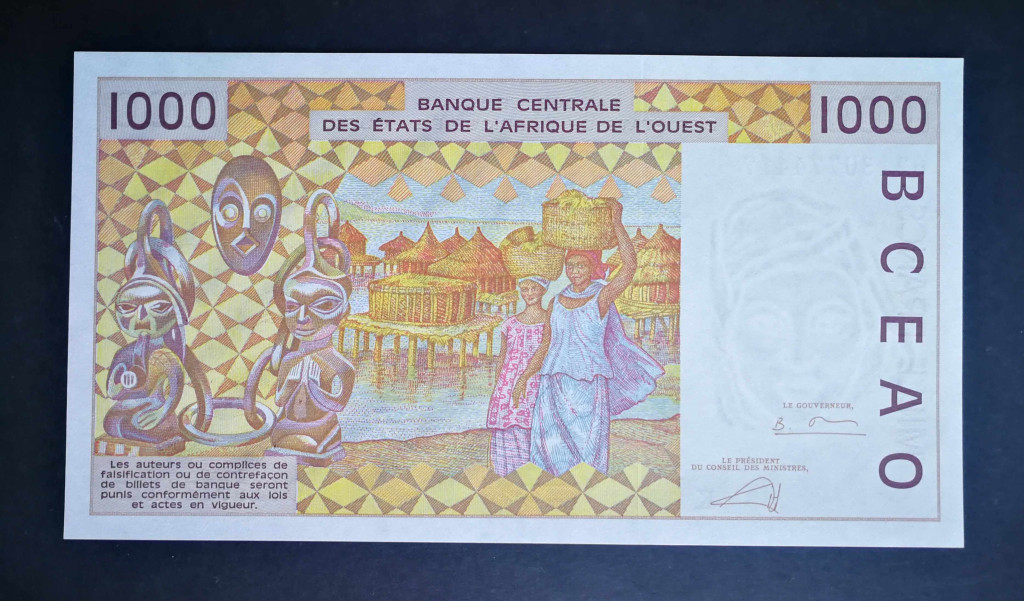 1000
BANQUE CENTRALE
DES ÉTATS DE L'AFRIQUE DE L'OUEST
1000
BCEAO
LE GOUVERNEUR,
LE PRÉSIDENT
DU CONSEIL DES MINISTRES,
Les auteurs ou complices de
falsification ou de contrefaçon
de billets de banque seront
punis conformément aux lois
et actes en vigueur.